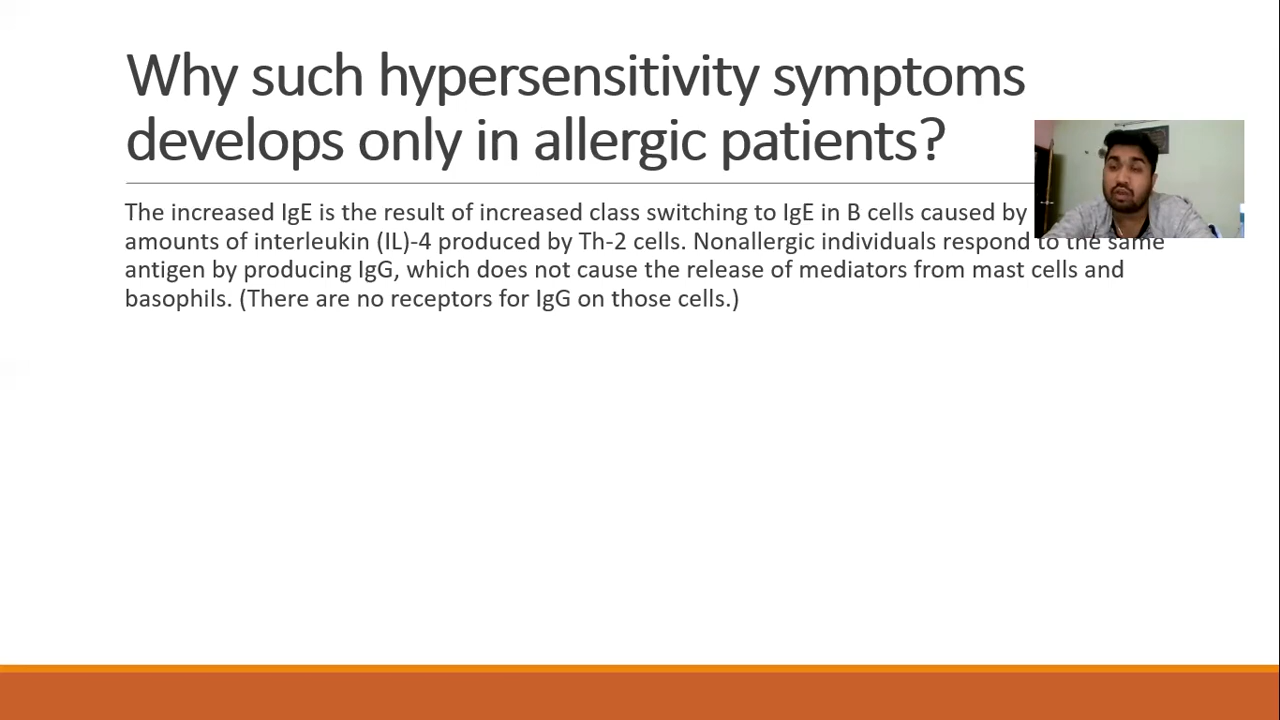 Why such hypersensitivity symptoms
develops only in allergic patients?
The increased IgE is the result of increased class switching to IgE in B cells caused by
amounts of interleukin (IL)-4 produced by Th-2 cells. Nonallergic individuals respond to the same
antigen by producing IgG, which does not cause the release of mediators from mast cells and
basophils. (There are no receptors for IgG on those cells.)